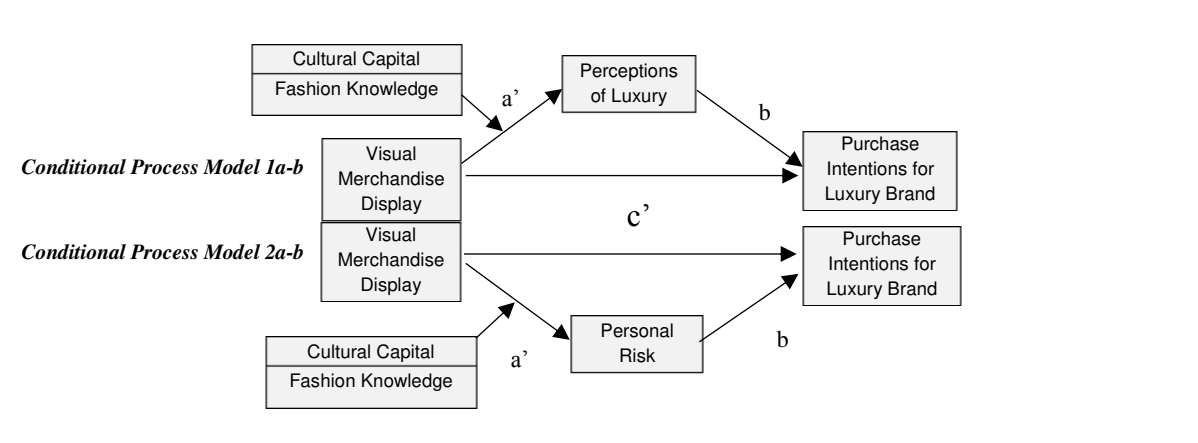 Cultural Capital
Fashion Knowledge
a’
Perceptions
of Luxury
b
Conditional Process Model 1a-b
Visual
Merchandise
Display
Purchase
Intentions for
Luxury Brand
c’
Conditional Process Model 2a-b
Visual
Merchandise
Display
Purchase
Intentions for
Luxury Brand
Cultural Capital
Fashion Knowledge
a’
Personal
Risk
b